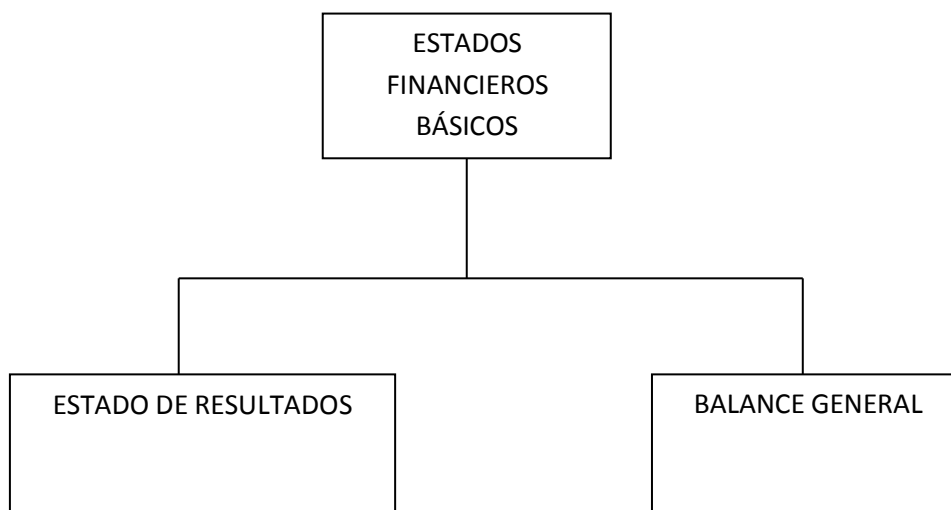 ESTADOS
FINANCIEROS
BÁSICOS
ESTADO DE RESULTADOS
BALANCE GENERAL